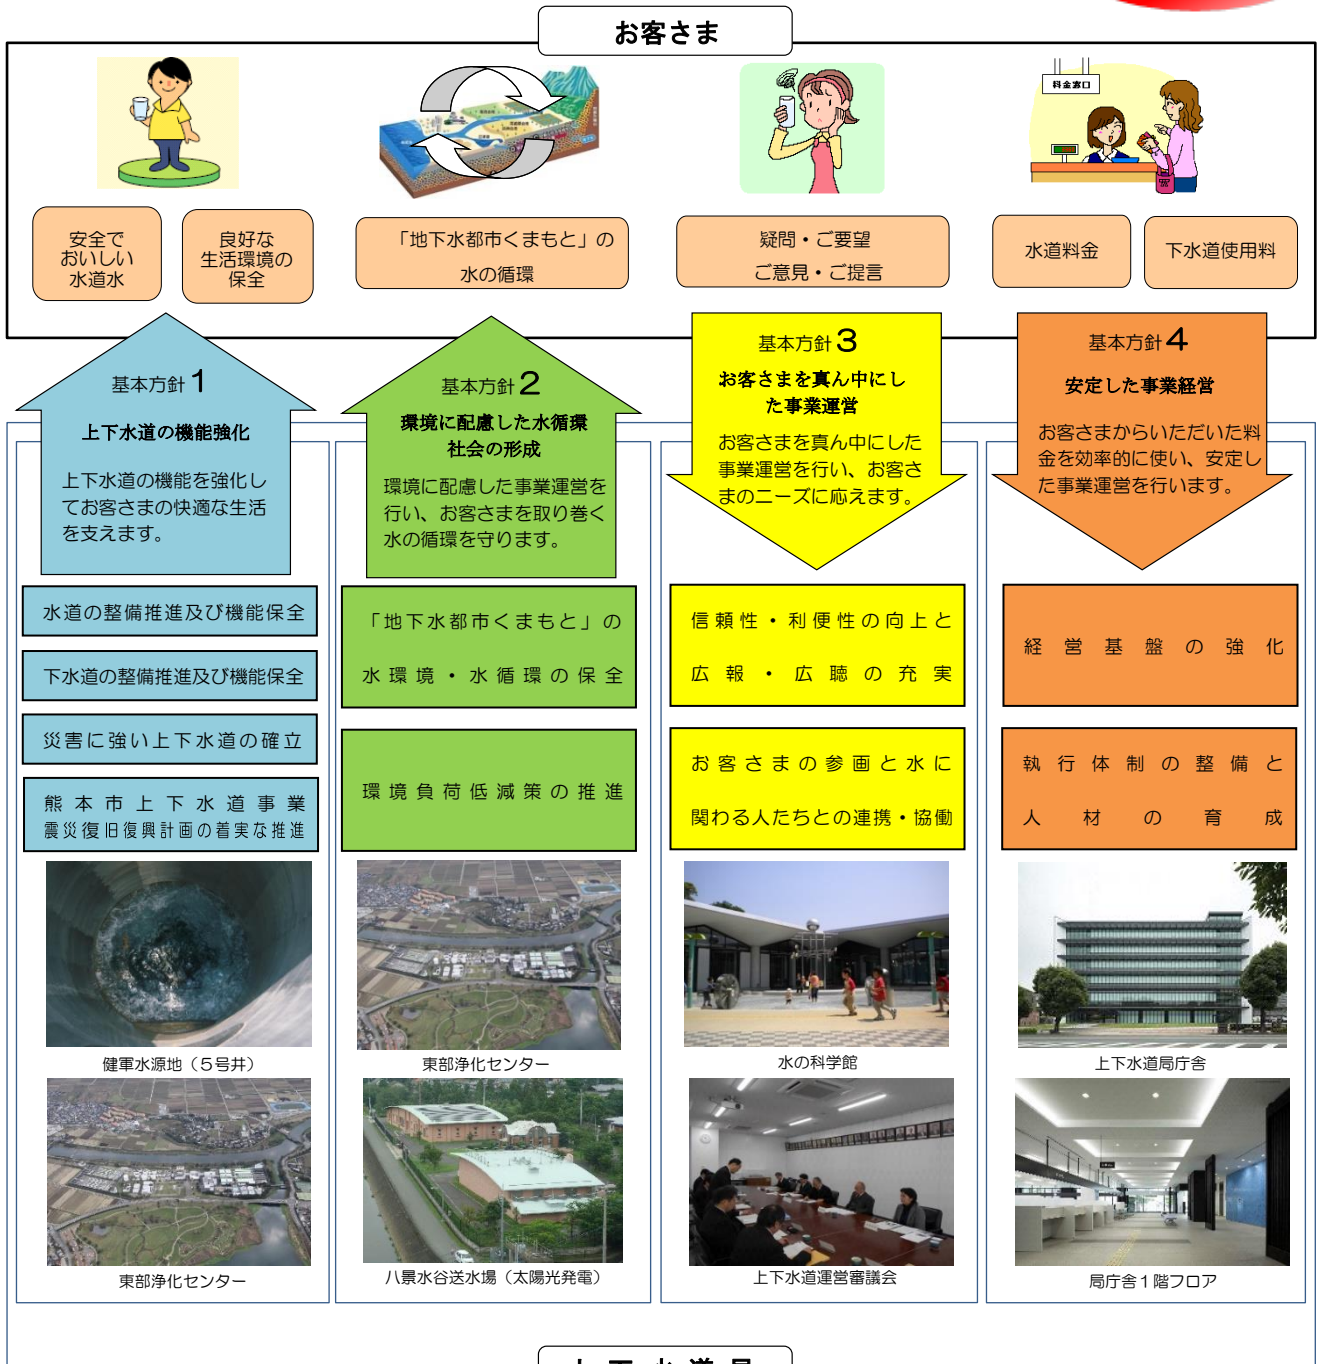 お客さま
料金窓口
安全で
おいしい
水道水
良好な
生活環境の
保全
「地下水都市くまもと」の
水の循環
疑問・ご要望
ご意見・ご提言
水道料金
下水道使用料
基本方針1
上下水道の機能強化
上下水道の機能を強化し
てお客さまの快適な生活
を支えます。
基本方針2
環境に配慮した水循環
社会の形成
環境に配慮した事業運営を
行い、お客さまを取り巻く
水の循環を守ります。
基本方針3
お客さまを真ん中にし
た事業運営
お客さまを真ん中にした
事業運営を行い、お客さ
まのニーズに応えます。
基本方針4
安定した事業経営
お客さまからいただいた料
金を効率的に使い、安定し
た事業運営を行います。
水道の整備推進及び機能保全
下水道の整備推進及び機能保全
災害に強い上下水道の確立
熊本市上下水道事業
震災復旧復興計画の着実な推進
「地下水都市くまもと」の
水環境・水循環の保全
環境負荷低減策の推進
信頼性・利便性の向上と
広報・広聴の充実
お客さまの参画と水に
関わる人たちとの連携・協働
経営基盤の強化
執行体制の整備と
人材の育成
健軍水源地（5号井）
東部浄化センター
東部浄化センター
八景水谷送水場（太陽光発電）
水の科学館
上下水道運営審議会
上下水道局庁舎
局庁舎1階フロア
上下水道局